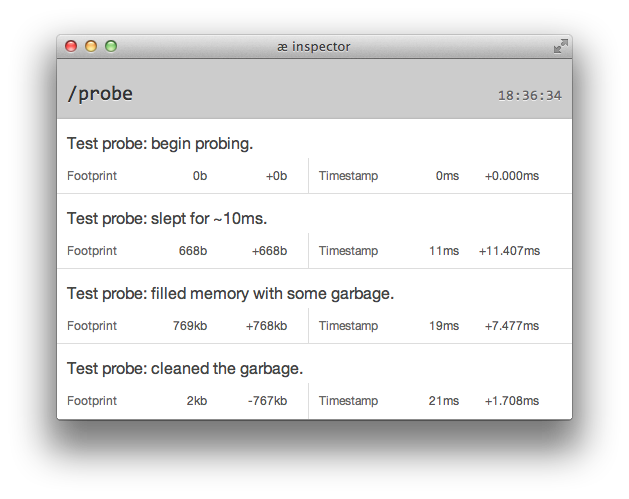 æ inspector
/probe 18:36:34
Test probe: begin probing.
Footprint 0b +0b Timestamp 0ms +0.000ms
Test probe: slept for ~10ms.
Footprint 668b +668b Timestamp 11ms +11.407ms
Test probe: filled memory with some garbage.
Footprint 769kb +768kb Timestamp 19ms +7.477ms
Test probe: cleaned the garbage.
Footprint 2kb -767kb Timestamp 21ms +1.708ms